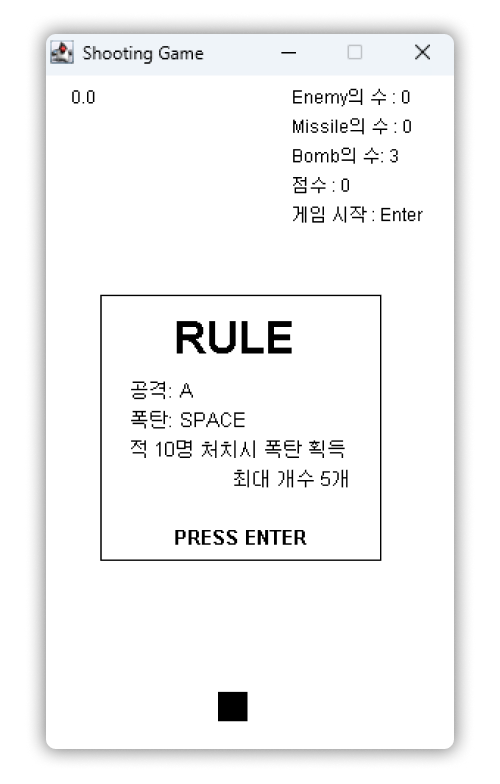 Shooting Game
0.0
Enemy의 수 : 0
Missile의 수 : 0
Bomb의 수: 3
점수 : 0
게임 시작 : Enter
RULE
공격: A
폭탄: SPACE
적 10명 처치시 폭탄 획득
최대 개수 5개
PRESS ENTER